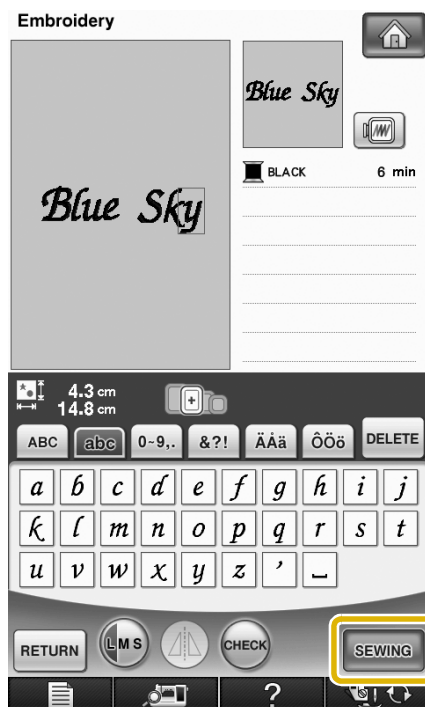 Embroidery
Blue Sky
BLACK 6 min
Blue Sky
4.3 cm
14.8 cm
ABC abc 0~9,. &?! ÄÅä ÔÖö DELETE
a b c d e f g h i j
k l m n o p q r s t
u v w x y z ’ ⌴
RETURN L M S CHECK SEWING
?
!